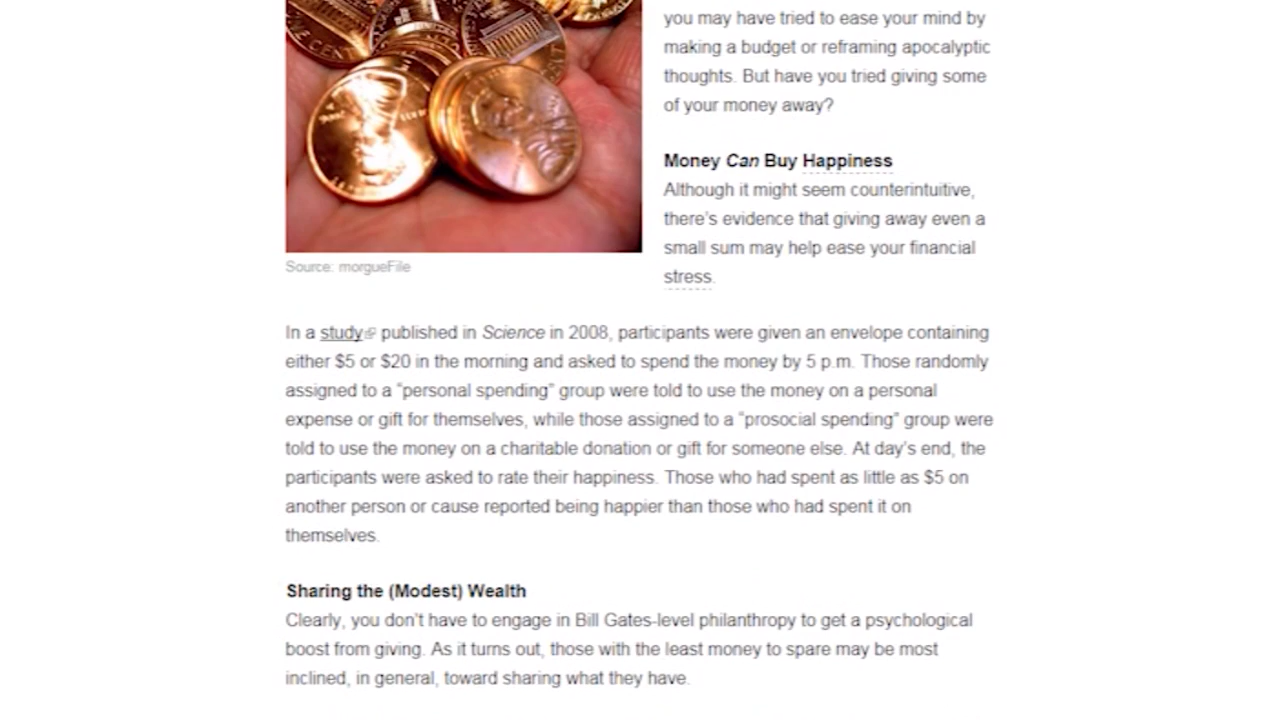 you may have tried to ease your mind by
making a budget or reframing apocalyptic
thoughts. But have you tried giving some
of your money away?
Money Can Buy Happiness
Although it might seem counterintuitive,
there's evidence that giving away even a
small sum may help ease your financial
stress.
CENT
Source: morgueFile
In a study published in Science in 2008, participants were given an envelope containing
either $5 or $20 in the morning and asked to spend the money by 5 p.m. Those randomly
assigned to a “personal spending” group were told to use the money on a personal
expense or gift for themselves, while those assigned to a “prosocial spending” group were
told to use the money on a charitable donation or gift for someone else. At day's end, the
participants were asked to rate their happiness. Those who had spent as little as $5 on
another person or cause reported being happier than those who had spent it on
themselves.
Sharing the (Modest) Wealth
Clearly, you don't have to engage in Bill Gates-level philanthropy to get a psychological
boost from giving. As it turns out, those with the least money to spare may be most
inclined, in general, toward sharing what they have.